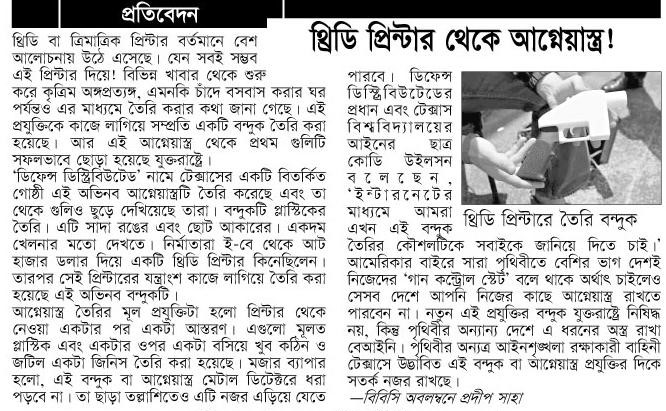 প্রতিবেদন
থ্রিডি প্রিন্টার থেকে আগ্নেয়াস্ত্র!
থ্রিডি বা ত্রিমাত্রিক প্রিন্টার বর্তমানে বেশ
আলোচনায় উঠে এসেছে। যেন সবই সম্ভব
এই প্রিন্টার দিয়ে! বিভিন্ন খাবার থেকে শুরু
করে কৃত্রিম অঙ্গপ্রত্যঙ্গ, এমনকি চাঁদে বসবাস করার ঘর
পর্যন্তও এর মাধ্যমে তৈরি করার কথা জানা গেছে। এই
প্রযুক্তিকে কাজে লাগিয়ে সম্প্রতি একটি বন্দুক তৈরি করা
হয়েছে। আর এই আগ্নেয়াস্ত্র থেকে প্রথম গুলিটি
সফলভাবে ছোড়া হয়েছে যুক্তরাষ্ট্রে।
‘ডিফেন্স ডিস্ট্রিবিউটেড’ নামে টেক্সাসের একটি বিতর্কিত
গোষ্ঠী এই অভিনব আগ্নেয়াস্ত্রটি তৈরি করেছে এবং তা
থেকে গুলিও ছুড়ে দেখিয়েছে তারা। বন্দুকটি প্লাস্টিকের
তৈরি। এটি সাদা রঙের এবং ছোট আকারের। একদম
খেলনার মতো দেখতে। নির্মাতারা ই-বে থেকে আট
হাজার ডলার দিয়ে একটি থ্রিডি প্রিন্টার কিনেছিলেন।
তারপর সেই প্রিন্টারের যন্ত্রাংশ কাজে লাগিয়ে তৈরি করা
হয়েছে এই অভিনব বন্দুকটি।
আগ্নেয়াস্ত্র তৈরির মূল প্রযুক্তিটা হলো প্রিন্টার থেকে
নেওয়া একটার পর একটা আস্তরণ। এগুলো মূলত
প্লাস্টিক এবং একটার ওপর একটা বসিয়ে খুব কঠিন ও
জটিল একটা জিনিস তৈরি করা হয়েছে। মজার ব্যাপার
হলো, এই বন্দুক বা আগ্নেয়াস্ত্র মেটাল ডিটেক্টরে ধরা
পড়বে না। তা ছাড়া তল্লাশিতেও এটি নজর এড়িয়ে যেতে
পারবে। ডিফেন্স
ডিস্ট্রিবিউটেডের
প্রধান এবং টেক্সাস
বিশ্ববিদ্যালয়ের
আইনের ছাত্র
কোডি উইলসন
বলেছেন,
‘ইন্টারনেটের
মাধ্যমে আমরা
এখন এই বন্দুক
তৈরির কৌশলটিকে সবাইকে জানিয়ে দিতে চাই।’
আমেরিকার বাইরে সারা পৃথিবীতে বেশির ভাগ দেশই
নিজেদের ‘গান কন্ট্রোল স্টেট’ বলে থাকে অর্থাৎ চাইলেও
সেসব দেশে আপনি নিজের কাছে আগ্নেয়াস্ত্র রাখতে
পারবেন না। নতুন এই প্রযুক্তির বন্দুক যুক্তরাষ্ট্রে নিষিদ্ধ
নয়, কিন্তু পৃথিবীর অন্যান্য দেশে এ ধরনের অস্ত্র রাখা
বেআইনি। পৃথিবীর অন্যত্র আইনশৃঙ্খলা রক্ষাকারী বাহিনী
টেক্সাসে উদ্ভাবিত এই বন্দুক বা আগ্নেয়াস্ত্র প্রযুক্তির দিকে
সতর্ক নজর রাখছে।
—বিবিসি অবলম্বনে প্রদীপ সাহা
থ্রিডি প্রিন্টারে তৈরি বন্দুক